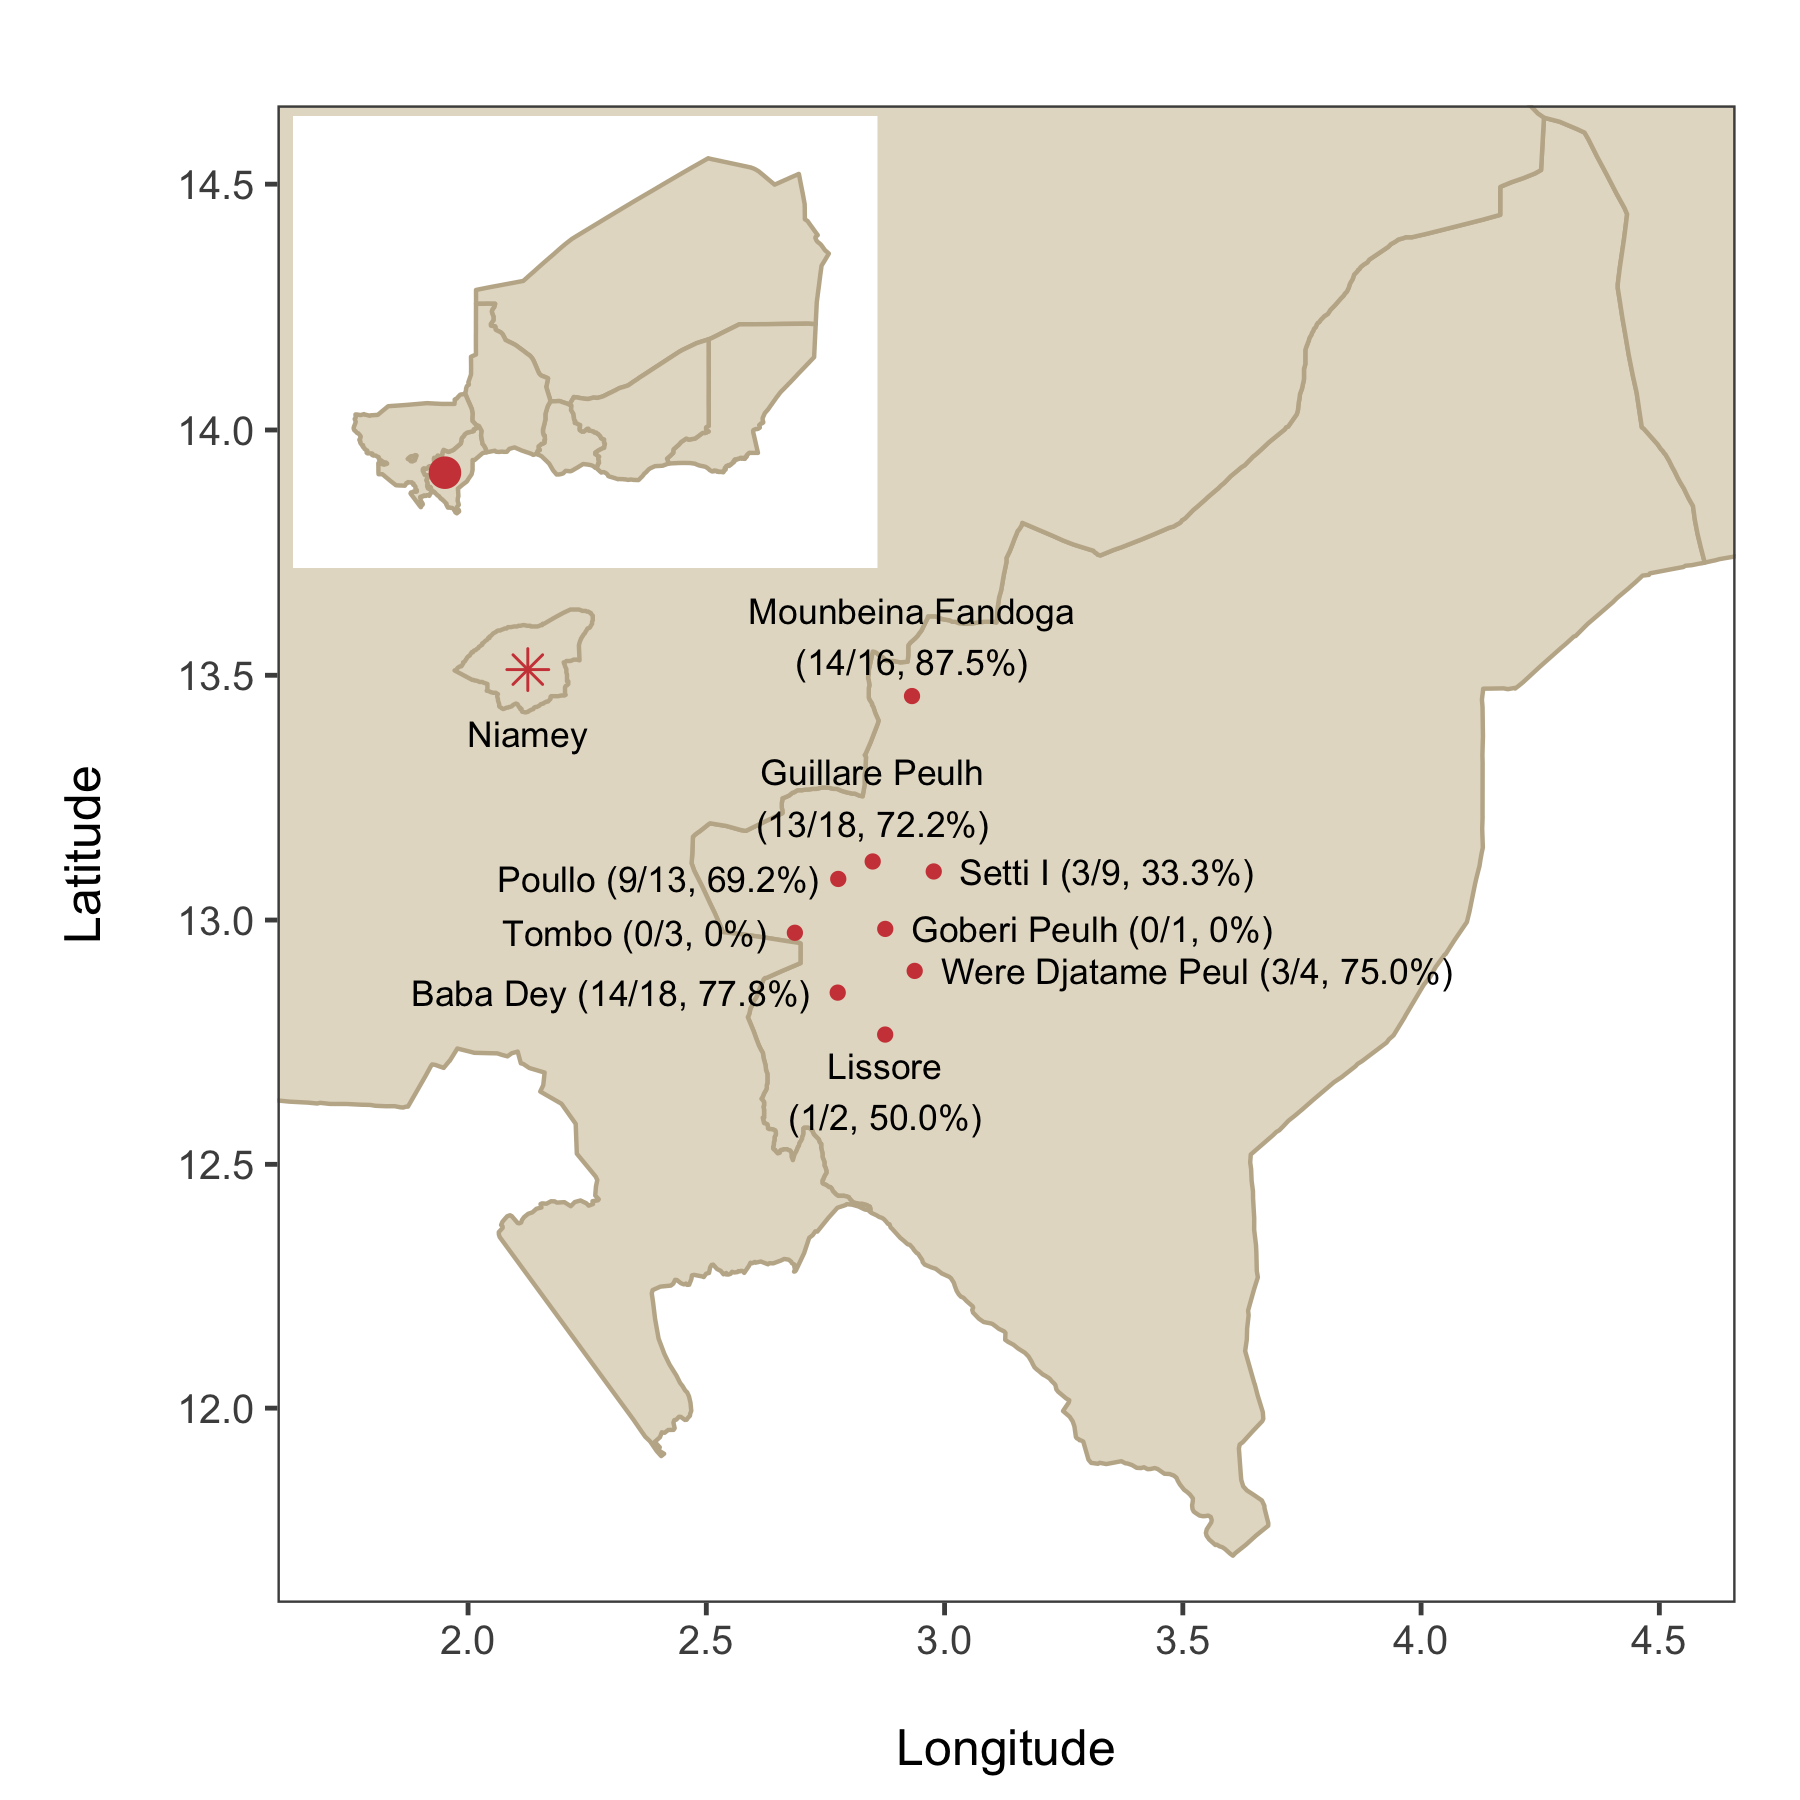 14.5
14.0
13.5
13.0
12.5
12.0
Latitude
Mounbeina Fandoga
(14/16, 87.5%)
Niamey
Guillare Peulh
(13/18, 72.2%)
Poullo (9/13, 69.2%)
Setti I (3/9, 33.3%)
Tombo (0/3, 0%)
Goberi Peulh (0/1, 0%)
Were Djatame Peul (3/4, 75.0%)
Baba Dey (14/18, 77.8%)
Lissore
(1/2, 50.0%)
2.0
2.5
3.0
3.5
4.0
4.5
Longitude